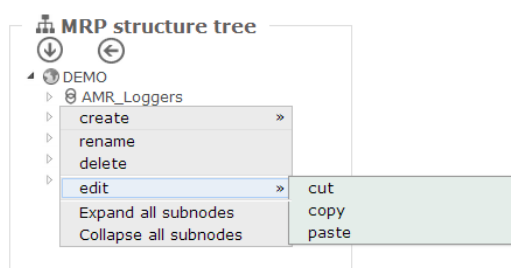 MRP structure tree
DEMO
AMR_Loggers
create »
rename
delete
edit »
cut
copy
paste
Expand all subnodes
Collapse all subnodes